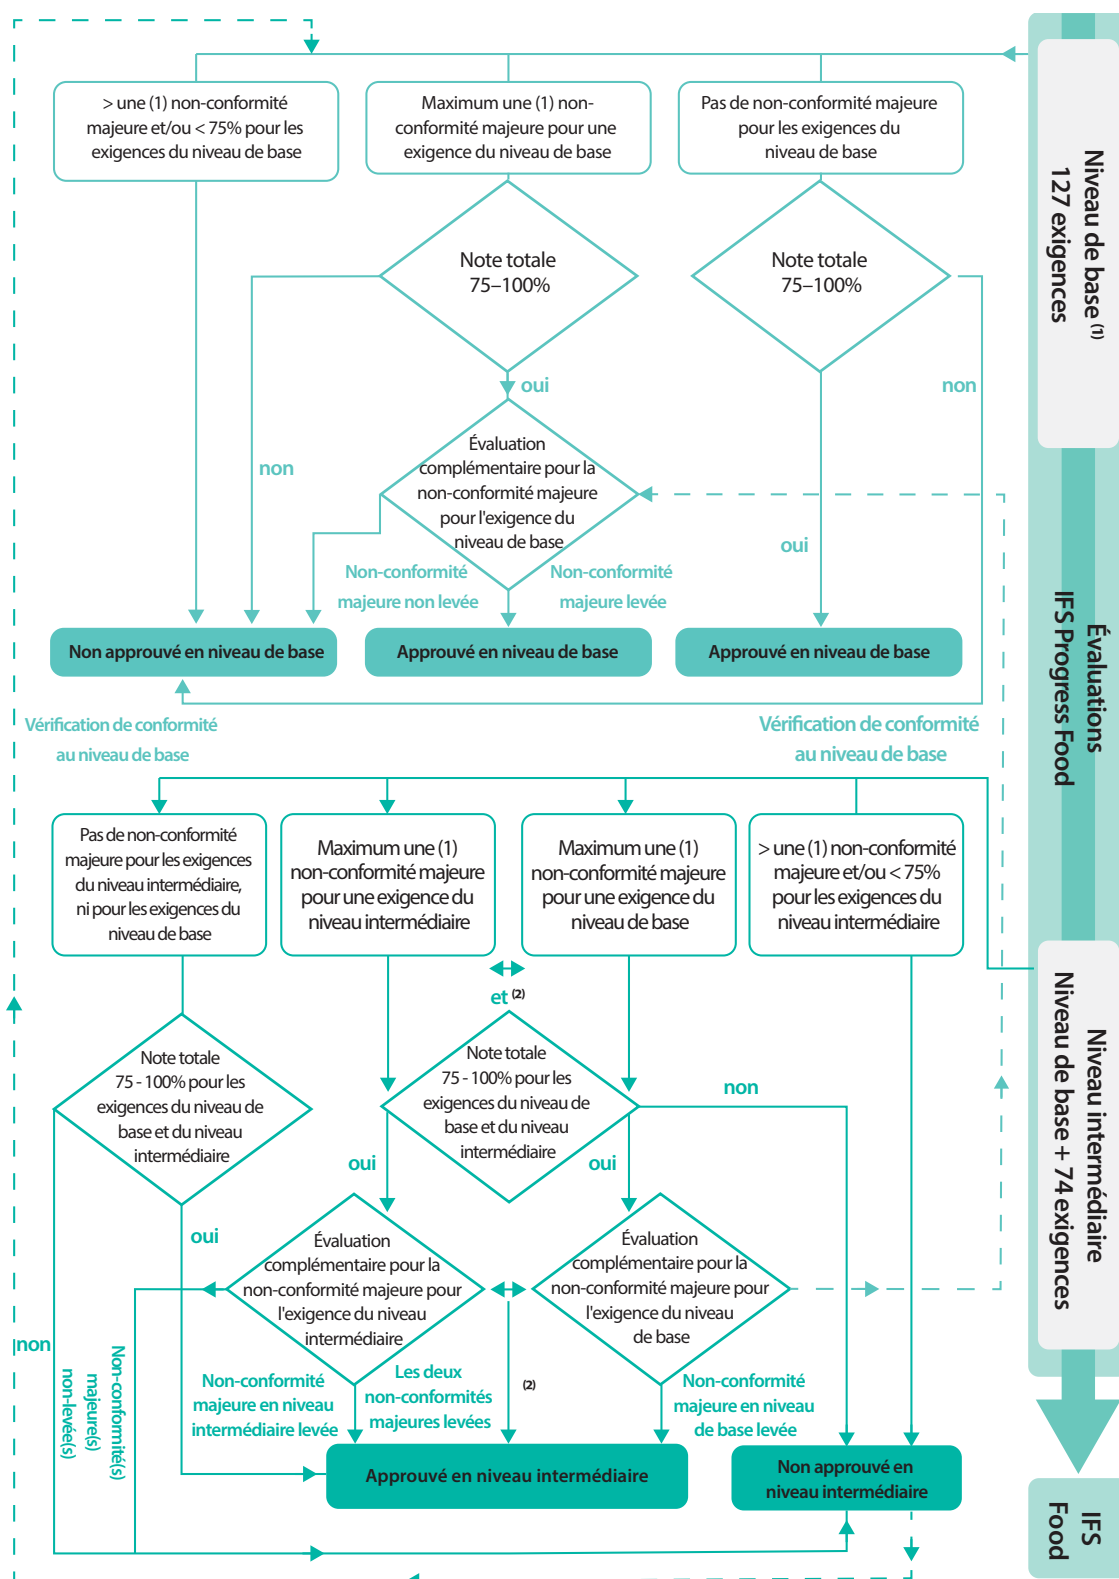 > une (1) non-conformité
majeure et/ou < 75% pour les
exigences du niveau de base
Maximum une (1) non-
conformité majeure pour une
exigence du niveau de base
Pas de non-conformité majeure
pour les exigences du
niveau de base
Note totale
75–100%
Note totale
75–100%
oui
non
non
Évaluation
complémentaire pour la
non-conformité majeure
pour l'exigence du
niveau de base
oui
Non-conformité
majeure non levée
Non-conformité
majeure levée
Non approuvé en niveau de base
Approuvé en niveau de base
Approuvé en niveau de base
Vérification de conformité
au niveau de base
Vérification de conformité
au niveau de base
Pas de non-conformité
majeure pour les exigences
du niveau intermédiaire,
ni pour les exigences du
niveau de base
Maximum une (1)
non-conformité majeure
pour une exigence du
niveau intermédiaire
Maximum une (1)
non-conformité majeure
pour une exigence du
niveau de base
> une (1) non-conformité
majeure et/ou < 75%
pour les exigences du
niveau intermédiaire
et (2)
Note totale
75 - 100% pour les
exigences du niveau de
base et du niveau
intermédiaire
Note totale
75 - 100% pour les
exigences du niveau de
base et du niveau
intermédiaire
non
oui
oui
oui
Évaluation
complémentaire pour la
non-conformité majeure pour
l'exigence du niveau
intermédiaire
Évaluation
complémentaire pour la
non-conformité majeure pour
l'exigence du niveau
de base
non
Non-conformité(s)
majeure(s)
non-levée(s)
Non-conformité
majeure en niveau
intermédiaire levée
Les deux
non-conformités
majeures levées
(2)
Non-conformité
majeure en niveau
de base levée
Approuvé en niveau intermédiaire
Non approuvé en
niveau intermédiaire
Niveau de base (1)
127 exigences
Évaluations
IFS Progress Food
Niveau intermédiaire
Niveau de base + 74 exigences
IFS
Food